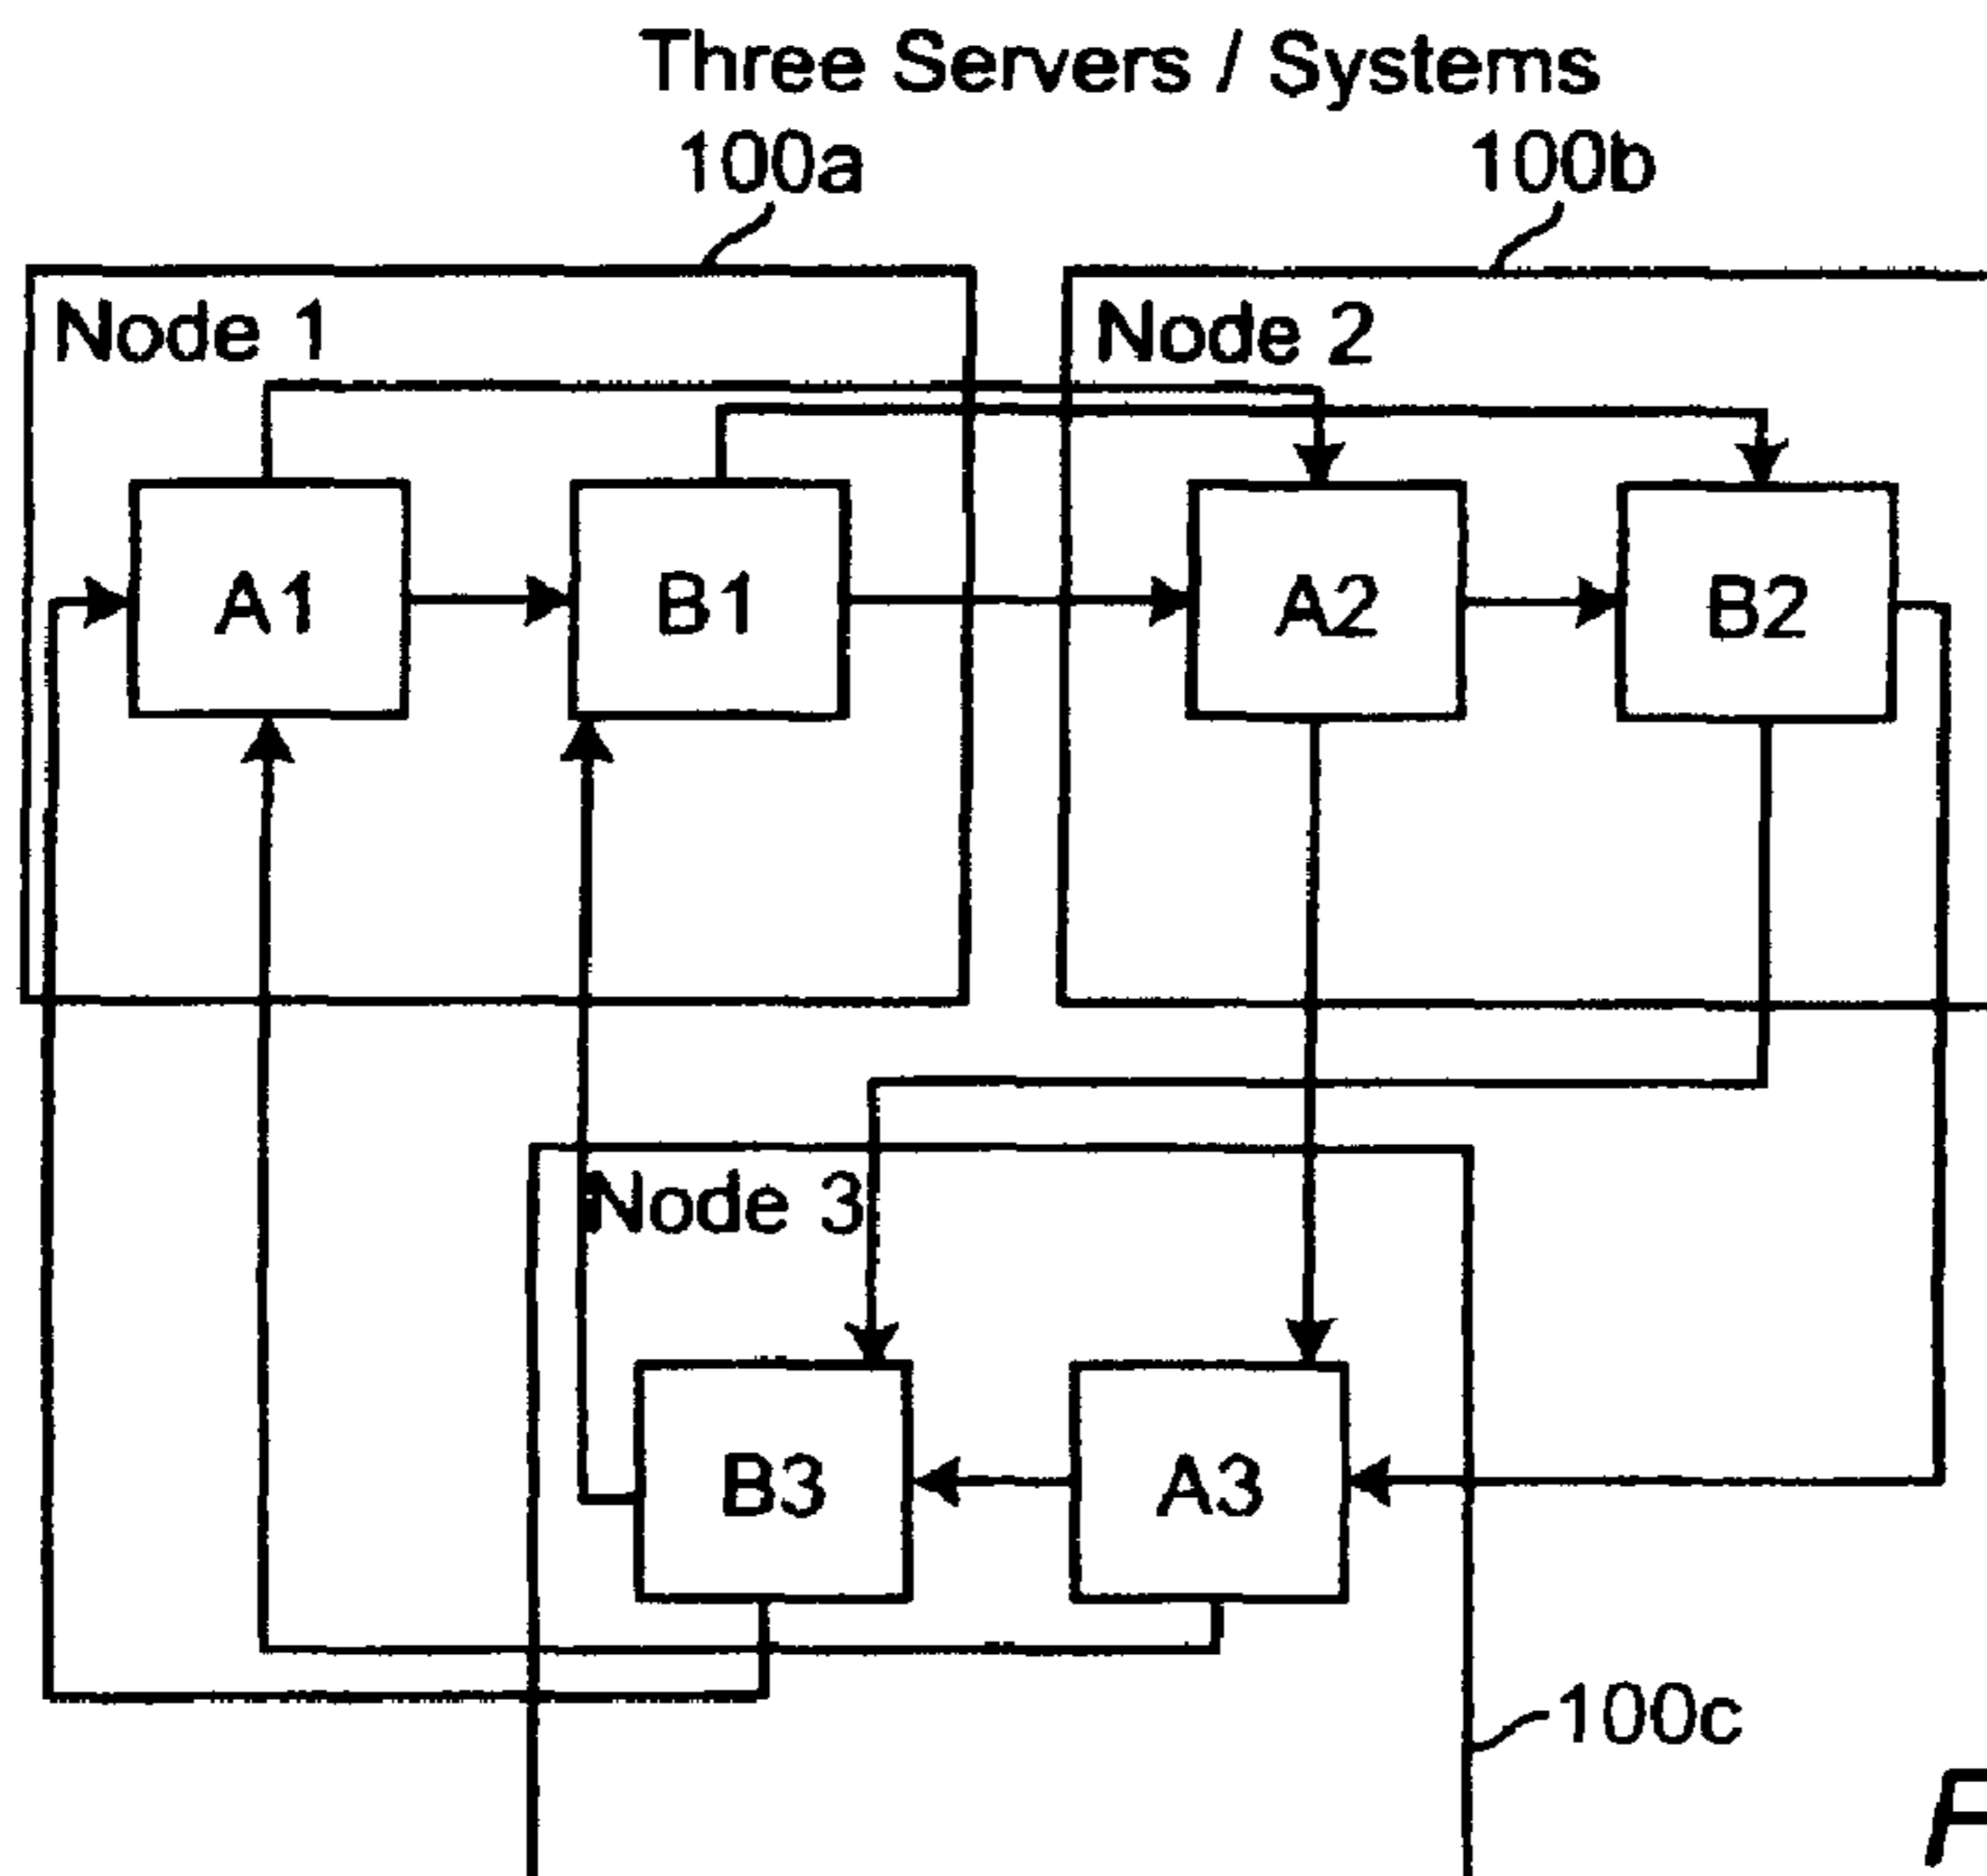 Three Servers / Systems
100a
100b
Node 1
Node 2
A1
B1
A2
B2
Node 3
B3
A3
100c
F